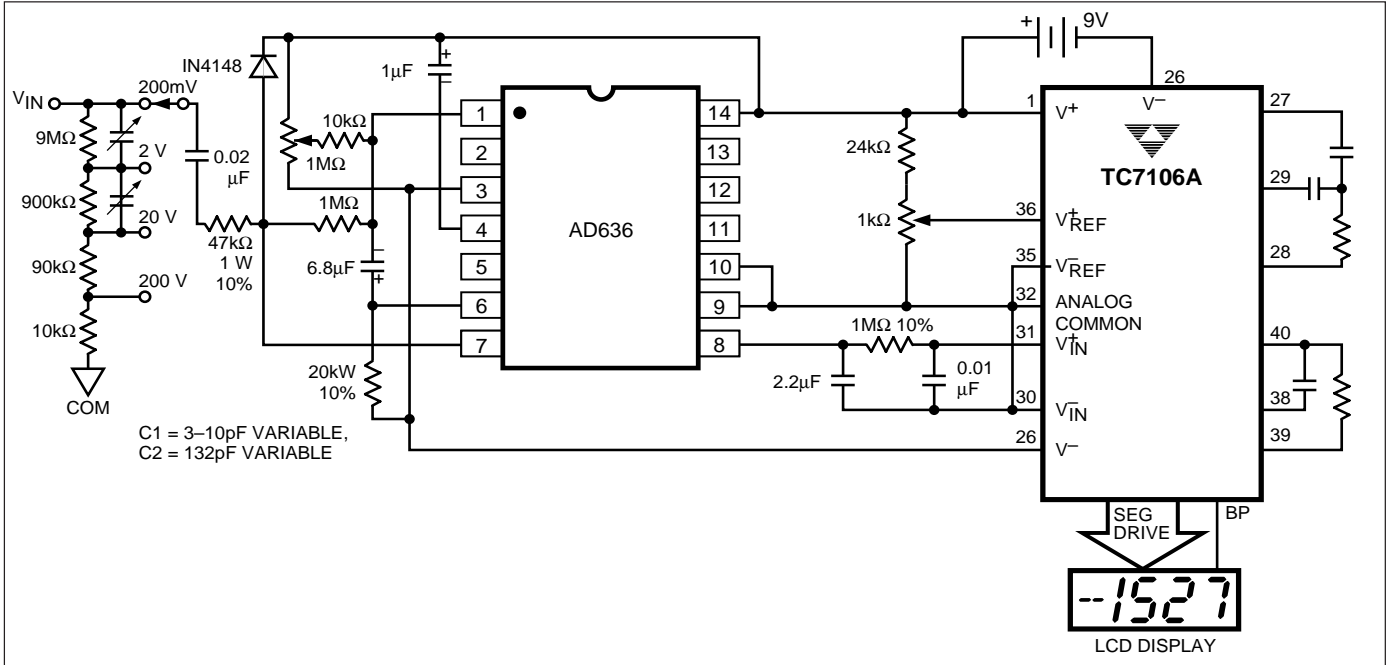 V IN
9MΩ
900kΩ
90kΩ
10kΩ
COM
200mV
2 V
20 V
200 V
0.02
µF
47kΩ
1 W
10%
IN4148
1MΩ
10kΩ
1MΩ
+
1µF
–
–
6.8µF
+
20kW
10%
C1 = 3–10pF VARIABLE,
C2 = 132pF VARIABLE
1
2
3
4
5
6
7
AD636
14
13
12
11
10
9
8
24kΩ
1kΩ
1MΩ 10%
2.2µF
0.01
µF
+
9V
26
V–
1
V+
TC7106A
36
V+REF
35
V–REF
32
ANALOG
COMMON
31
V+IN
30
V–IN
26
V–
27
29
28
40
38
39
SEG
DRIVE
BP
--1527
LCD DISPLAY